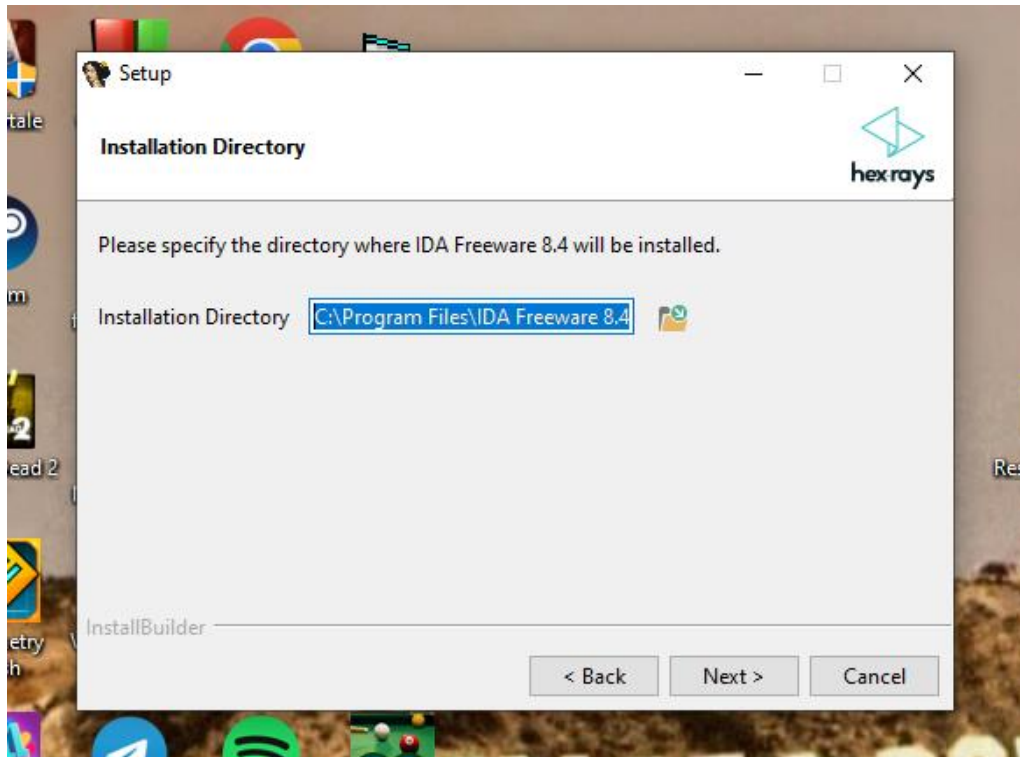 Setup
tale
Installation Directory
hex-rays
Please specify the directory where IDA Freeware 8.4 will be installed.
m
Installation Directory C:\Program Files\IDA Freeware 8.4
2
ead 2
Re
InstallBuilder
etry
h
< Back Next > Cancel